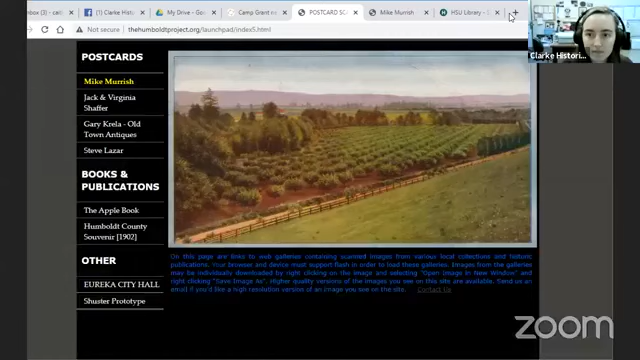 Clarke Histori
My Drive - Goo
Camp Grant ne
POSTCARD SC
Mike Murrish
HSU Library -
Not secure
thehumboldtproject.org/launchpad/index5.html
Clarke Histori...
POSTCARDS
Mike Murrish
Jack & Virginia
Shaffer
Gary Krela - Old
Town Antiques
Steve Lazar
BOOKS &
PUBLICATIONS
The Apple Book
Humboldt County
Souvenir [1902]
OTHER
EUREKA CITY HALL
Shuster Prototype
On this page are links to web galleries containing scanned images from various local collections and historic
publications. Your browser and device must support flash in order to load these galleries. Images from the galleries
may be individually downloaded by right clicking on the image and selecting "Open Image in New Window" and
right clicking "Save Image As". Higher quality versions of the images you see on this site are available. Send us an
email if you'd like a high resolution version of an image you see on the site. Contact Us
zoom